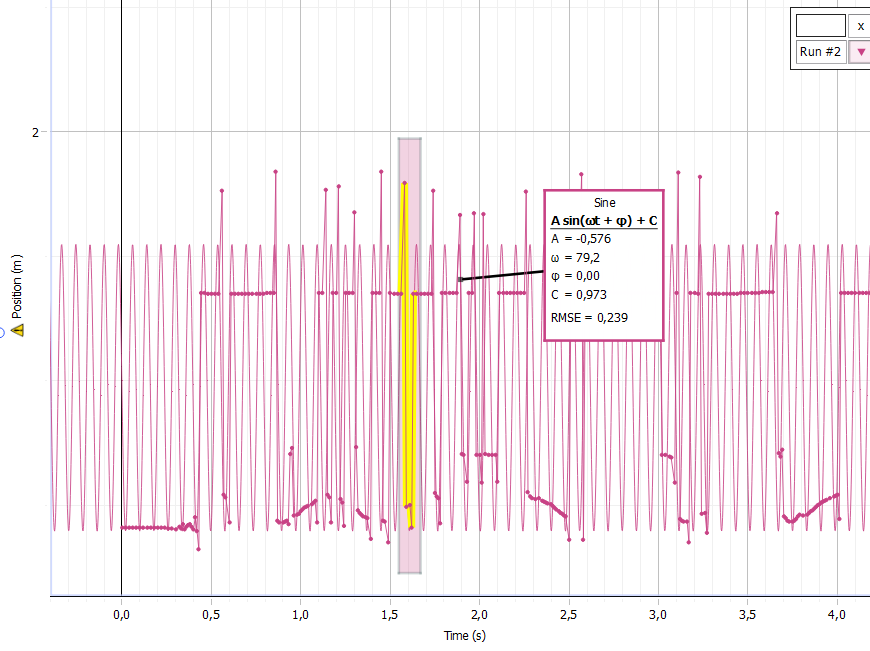 x
Run #2
2
Position (m)
Sine
A sin(ωt + φ) + C
A = -0,576
ω = 79,2
φ = 0,00
C = 0,973
RMSE = 0,239
0,0 0,5 1,0 1,5 2,0 2,5 3,0 3,5 4,0
Time (s)